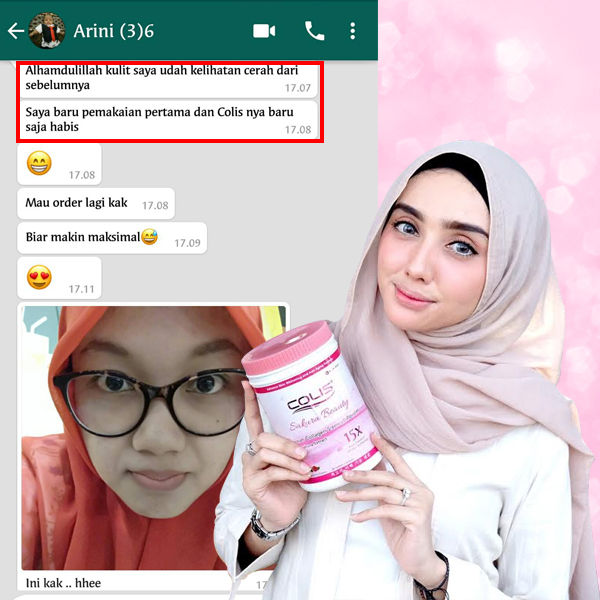 Arini (3)6
Alhamdulillah kulit saya udah kelihatan cerah dari
sebelumnya
17.07
Saya baru pemakaian pertama dan Colis nya baru
saja habis
17.08
17.08
Mau order lagi kak 17.08
Biar makin maksimal 17.09
17.11
COLIS
Sakura Beauty
15X
Ini kak .. hhee
17